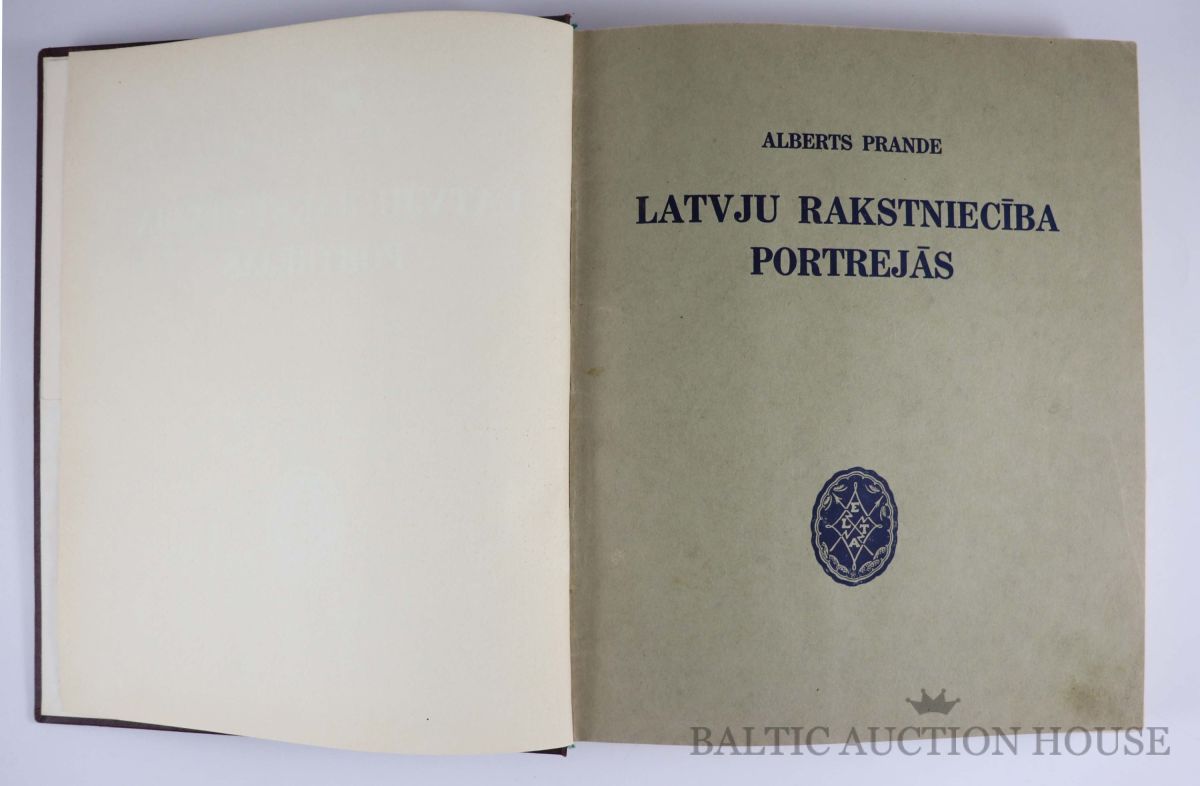 ALBERTS PRANDE
LATVJU RAKSTNIECĪBA
PORTREJĀS
BALTIC AUCTION HOUSE